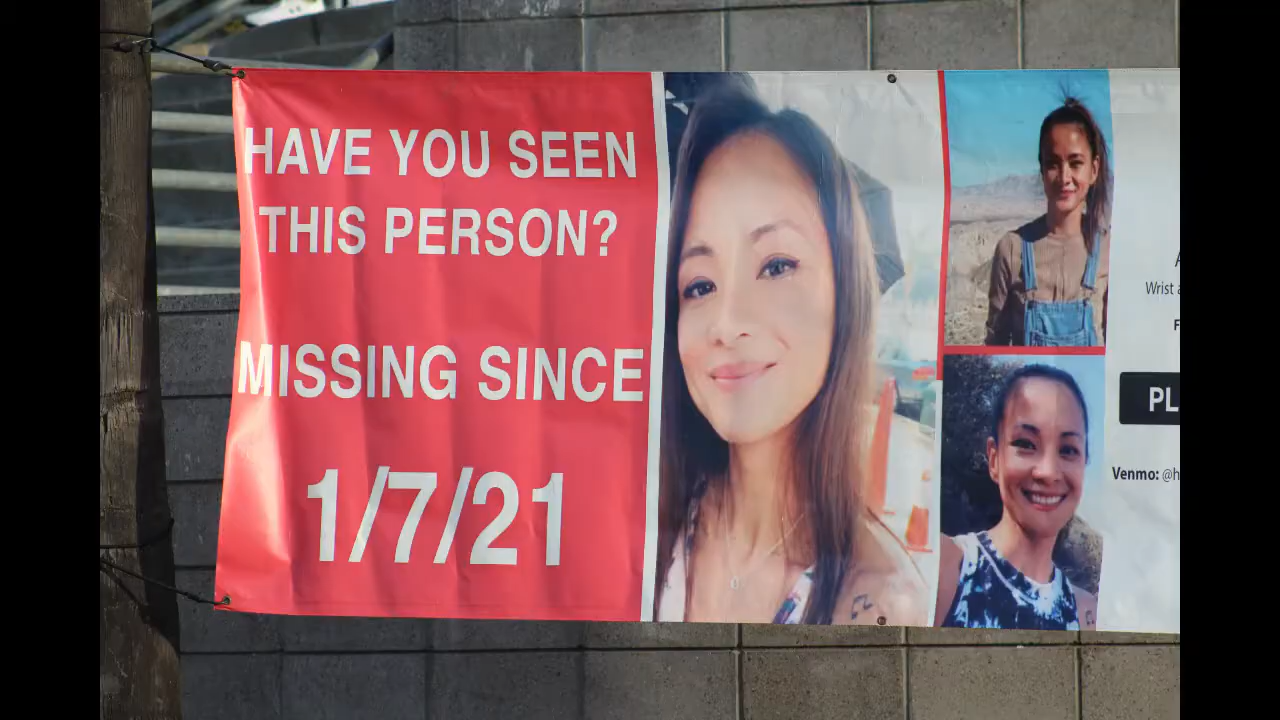 HAVE YOU SEEN
THIS PERSON?
MISSING SINCE
1/7/21
Wrist
PL
Venmo: @h